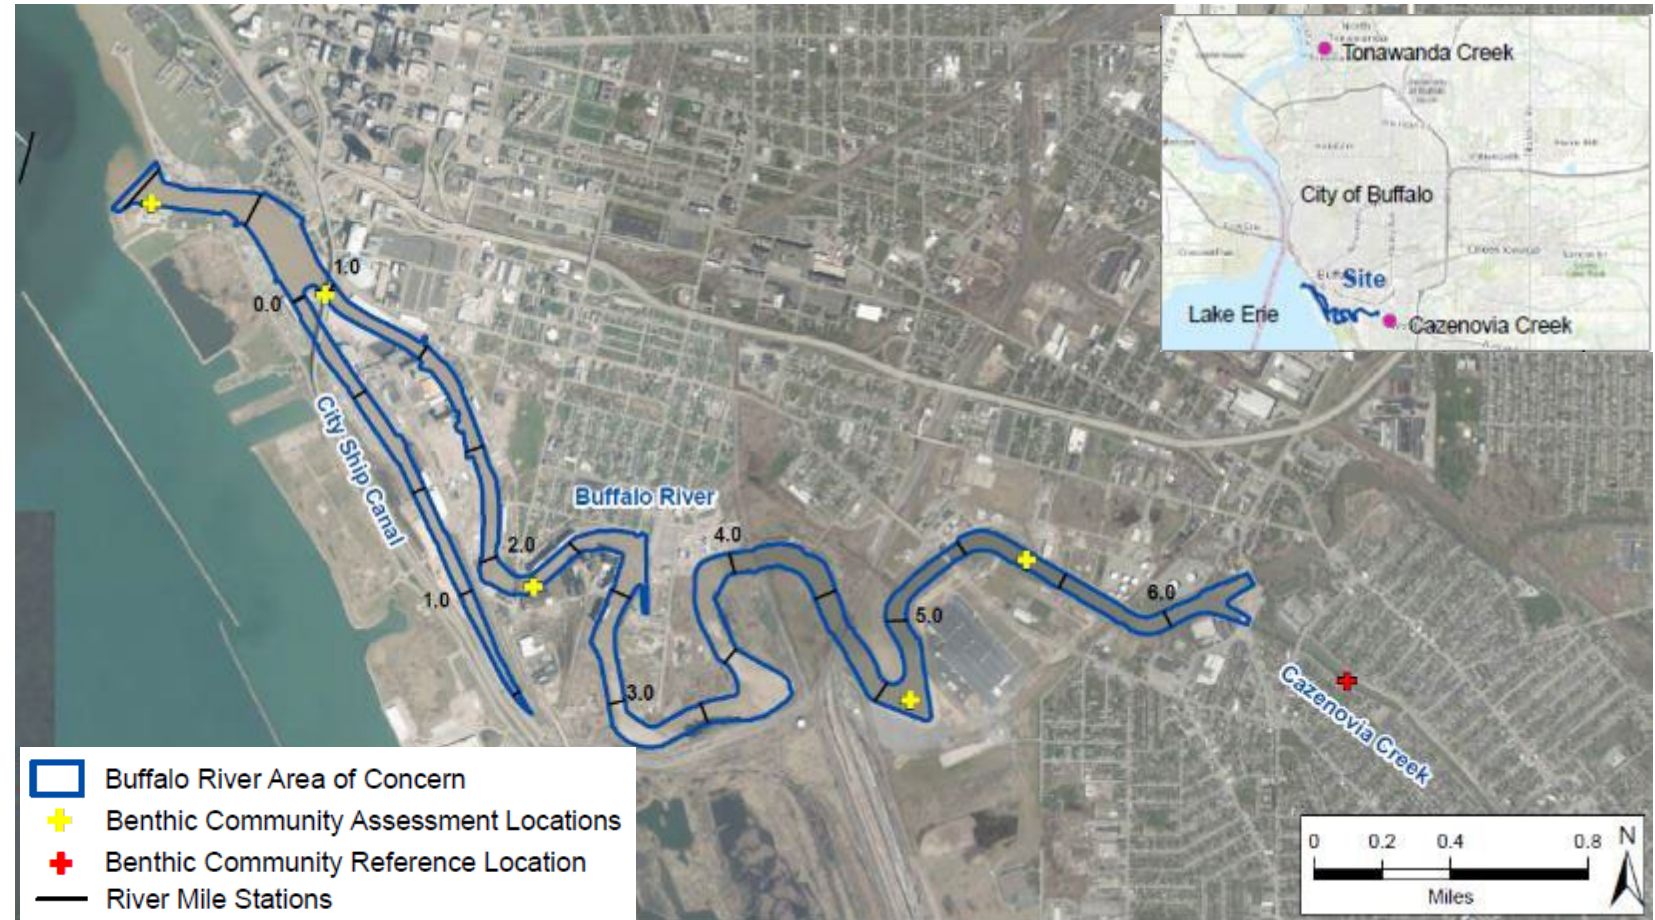 Tonawanda Creek
City of Buffalo
Site
Lake Erie
Cazenovia Creek
1.0
0.0
City Ship Canal
Buffalo River
2.0
4.0
1.0
3.0
5.0
6.0
Cazenovia Creek
Buffalo River Area of Concern
Benthic Community Assessment Locations
Benthic Community Reference Location
River Mile Stations
0 0.2 0.4 0.8
Miles
N